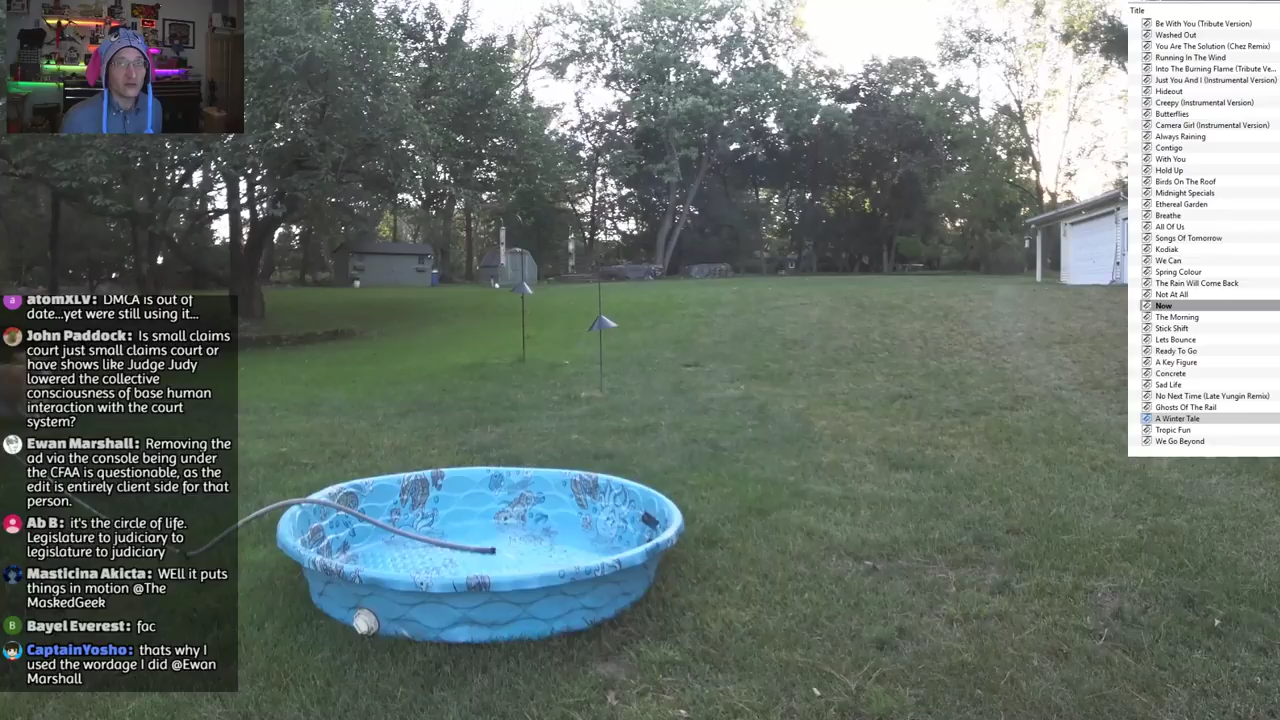 atomXLV: DMCA is out of
date...yet were still using it...
John Paddock: Is small claims
court just small claims court or
have shows like Judge Judy
lowered the collective
consciousness of base human
interaction with the court
system?
Ewan Marshall: Removing the
ad via the console being under
the CFAA is questionable, as the
edit is entirely client side for that
person.
Ab B: it's the circle of life.
Legislature to judiciary to
legislature to judiciary
Masticina Akicta: WEll it puts
things in motion @The
MaskedGeek
B
Bayel Everest: fac
CaptainYosho: thats why I
used the wordage I did @Ewan
Marshall
Title
Be With You (Tribute Version)
Washed Out
You Are The Solution (Chez Remix)
Running In The Wind
Into The Burning Flame (Tribute Ve...
Just You And I (Instrumental Version)
Hideout
Creepy (Instrumental Version)
Butterflies
Camera Girl (Instrumental Version)
Always Raining
Contigo
With You
Hold Up
Birds On The Roof
Midnight Specials
Ethereal Garden
Breathe
All Of Us
Songs Of Tomorrow
Kodiak
We Can
Spring Colour
The Rain Will Come Back
Not At All
Now
The Morning
Stick Shift
Lets Bounce
Ready To Go
A Key Figure
Concrete
Sad Life
No Next Time (Late Yungin Remix)
Ghosts Of The Rail
A Winter Tale
Tropic Fun
We Go Beyond